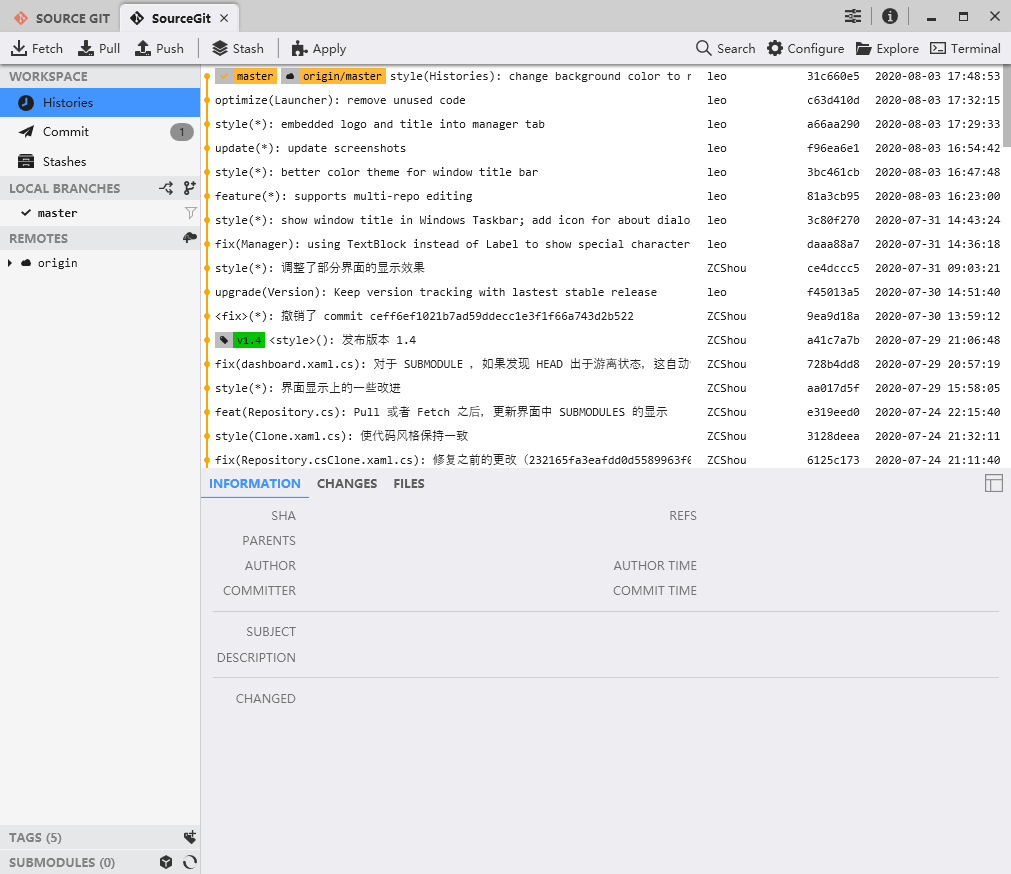 SOURCE GIT SourceGit
Fetch Pull Push Stash Apply Search Configure Explore Terminal
WORKSPACE
Histories
Commit 1
Stashes
LOCAL BRANCHES
master
REMOTES
origin
TAGS (5)
SUBMODULES (0)
master origin/master style(Histories): change background color to leo 31c660e5 2020-08-03 17:48:53
optimize(Launcher): remove unused code leo c63d410d 2020-08-03 17:32:15
style(*): embedded logo and title into manager tab leo a66aa290 2020-08-03 17:29:33
update(*): update screenshots leo f96ea6e1 2020-08-03 16:54:42
style(*): better color theme for window title bar leo 3bc461cb 2020-08-03 16:47:48
feature(*): supports multi-repo editing leo 81a3cb95 2020-08-03 16:23:00
style(*): show window title in Windows Taskbar; add icon for about dialo leo 3c80f270 2020-07-31 14:43:24
fix(Manager): using TextBlock instead of Label to show special character leo daaa88a7 2020-07-31 14:36:18
style(*): 调整了部分界面的显示效果 ZCShou ce4dccc5 2020-07-31 09:03:21
upgrade(Version): Keep version tracking with lastest stable release leo f45013a5 2020-07-30 14:51:40
<fix>(*): 撤销了 commit ceff6ef1021b7ad59ddecc1e3f1f66a743d2b522 ZCShou 9ea9d18a 2020-07-30 13:59:12
v1.4 <style>(): 发布版本 1.4 ZCShou a41c7a7b 2020-07-29 21:06:48
fix(dashboard.xaml.cs): 对于 SUBMODULE ，如果发现 HEAD 出于游离状态，这自动 ZCShou 728b4dd8 2020-07-29 20:57:19
style(*): 界面显示上的一些改进 ZCShou aa017d5f 2020-07-29 15:58:05
feat(Repository.cs): Pull 或者 Fetch 之后，更新界面中 SUBMODULES 的显示 ZCShou e319eed0 2020-07-24 22:15:40
style(Clone.xaml.cs): 使代码风格保持一致 ZCShou 3128deea 2020-07-24 21:32:11
fix(Repository.csClone.xaml.cs): 修复之前的更改（232165fa3eafdd0d5589963f0 ZCShou 6125c173 2020-07-24 21:11:40
INFORMATION CHANGES FILES
SHA REFS
PARENTS
AUTHOR AUTHOR TIME
COMMITTER COMMIT TIME
SUBJECT
DESCRIPTION
CHANGED